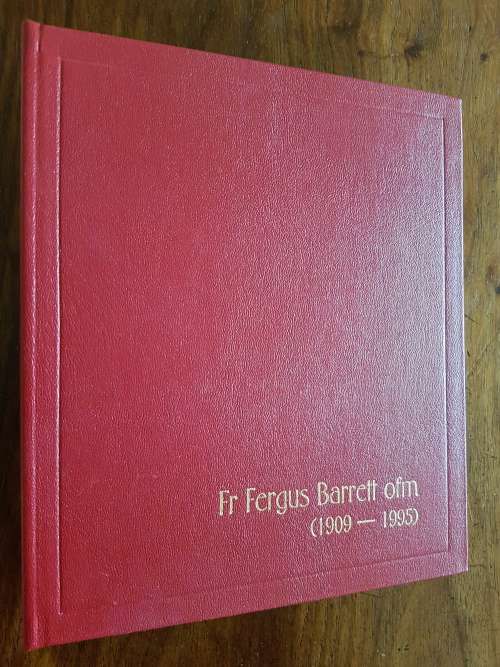 Fr Fergus Barrett ofm
(1909 — 1995)